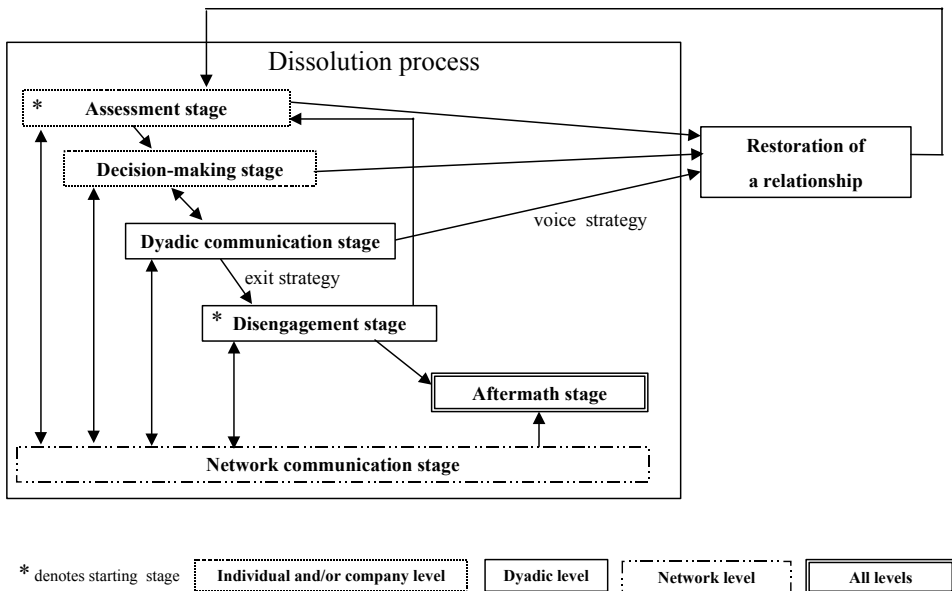 Dissolution process
* Assessment stage
Decision-making stage
Restoration of
a relationship
voice strategy
Dyadic communication stage
exit strategy
* Disengagement stage
Aftermath stage
Network communication stage
* denotes starting stage
Individual and/or company level
Dyadic level
Network level
All levels